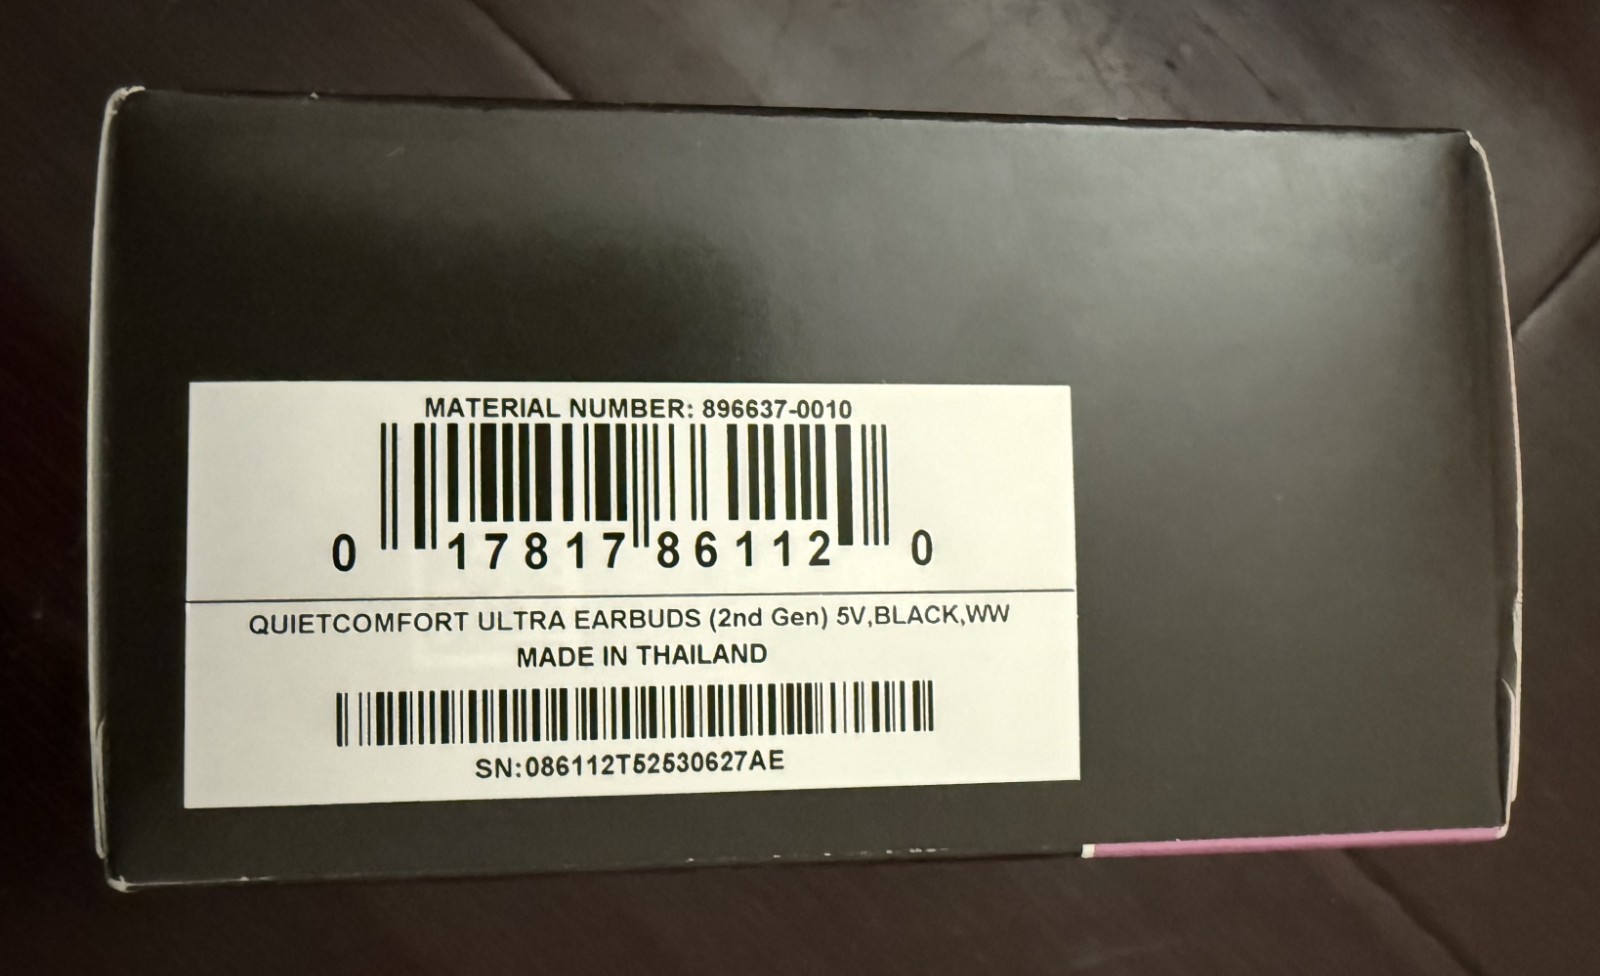 MATERIAL NUMBER: 896637-0010
0 17817 86112 0
QUIETCOMFORT ULTRA EARBUDS (2nd Gen) 5V,BLACK,WW
MADE IN THAILAND
SN:086112T52530627AE